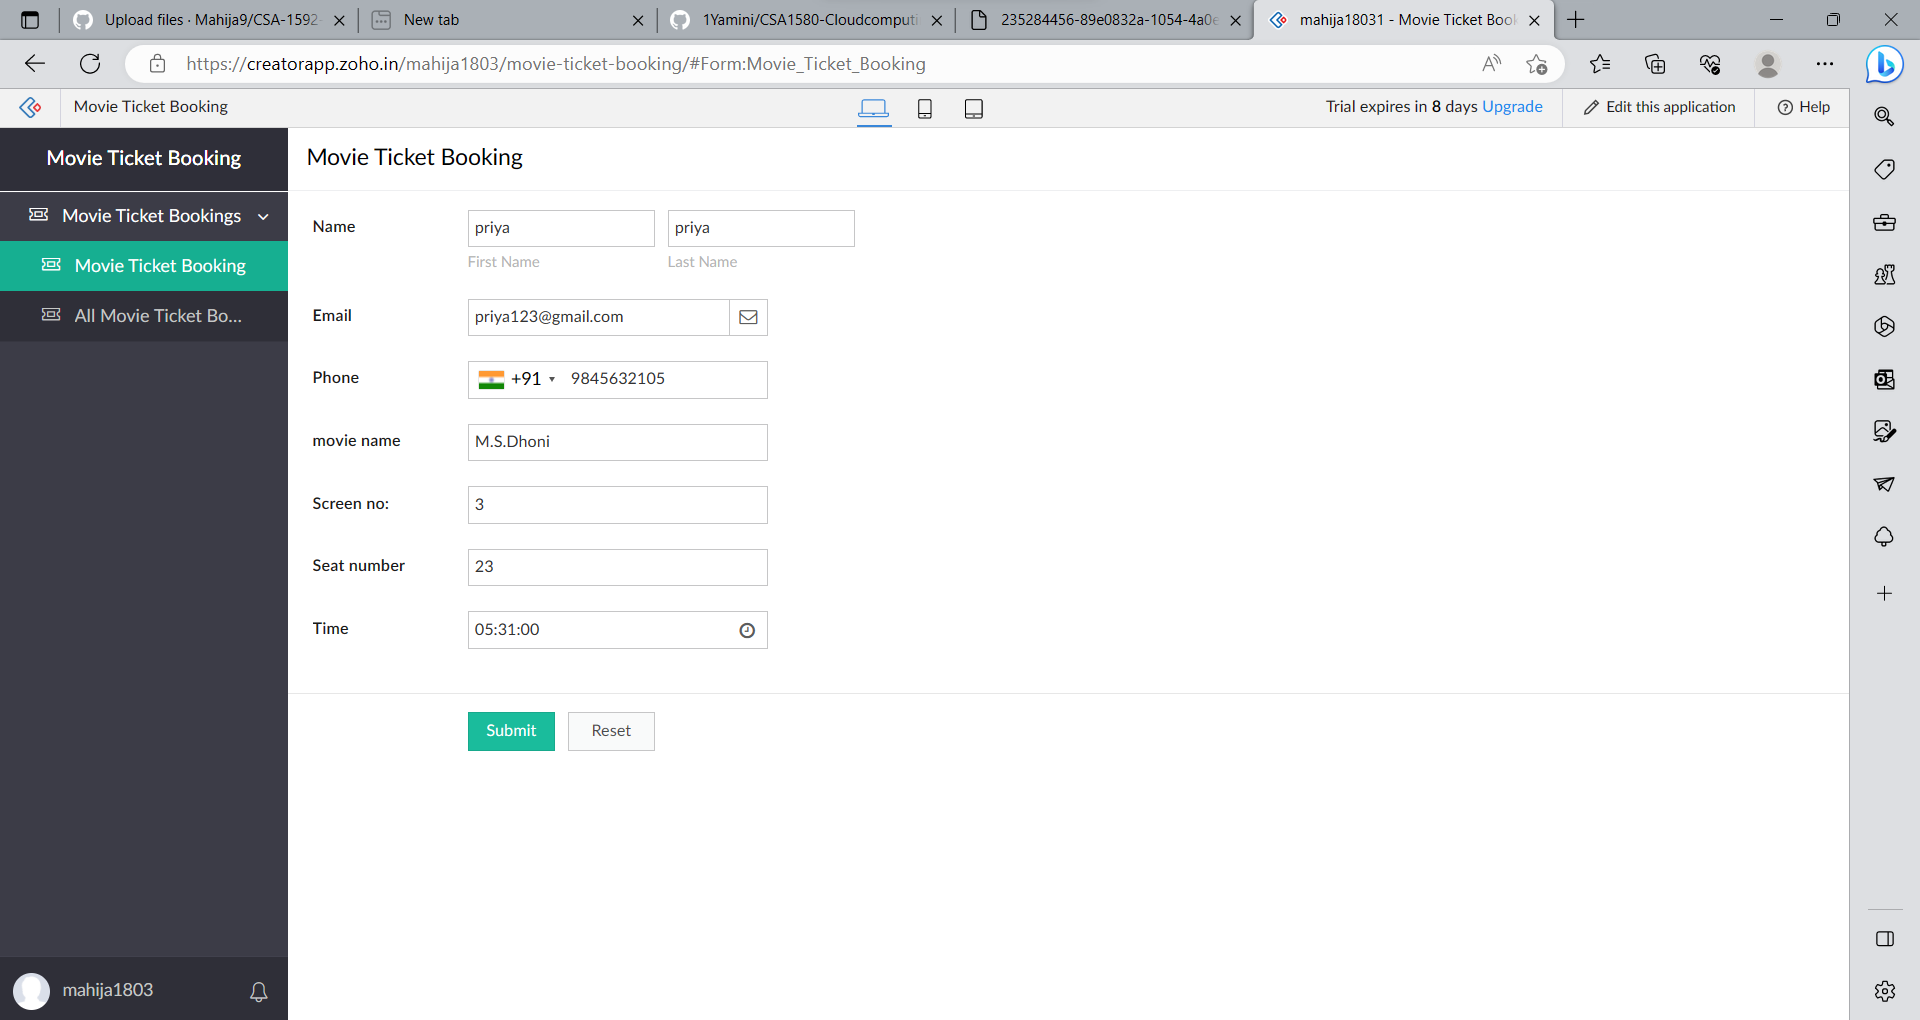 Upload files · Mahija9/CSA-1592-
New tab
1Yamini/CSA1580-Cloudcomputi
235284456-89e0832a-1054-4a0e
mahija18031 - Movie Ticket Book
https://creatorapp.zoho.in/mahija1803/movie-ticket-booking/#Form:Movie_Ticket_Booking
Movie Ticket Booking
Trial expires in 8 days Upgrade
Edit this application
Help
Movie Ticket Booking
Movie Ticket Bookings
Movie Ticket Booking
All Movie Ticket Bo...
mahija1803
Movie Ticket Booking
Name
priya
priya
First Name
Last Name
Email
priya123@gmail.com
Phone
+91 9845632105
movie name
M.S.Dhoni
Screen no:
3
Seat number
23
Time
05:31:00
Submit
Reset